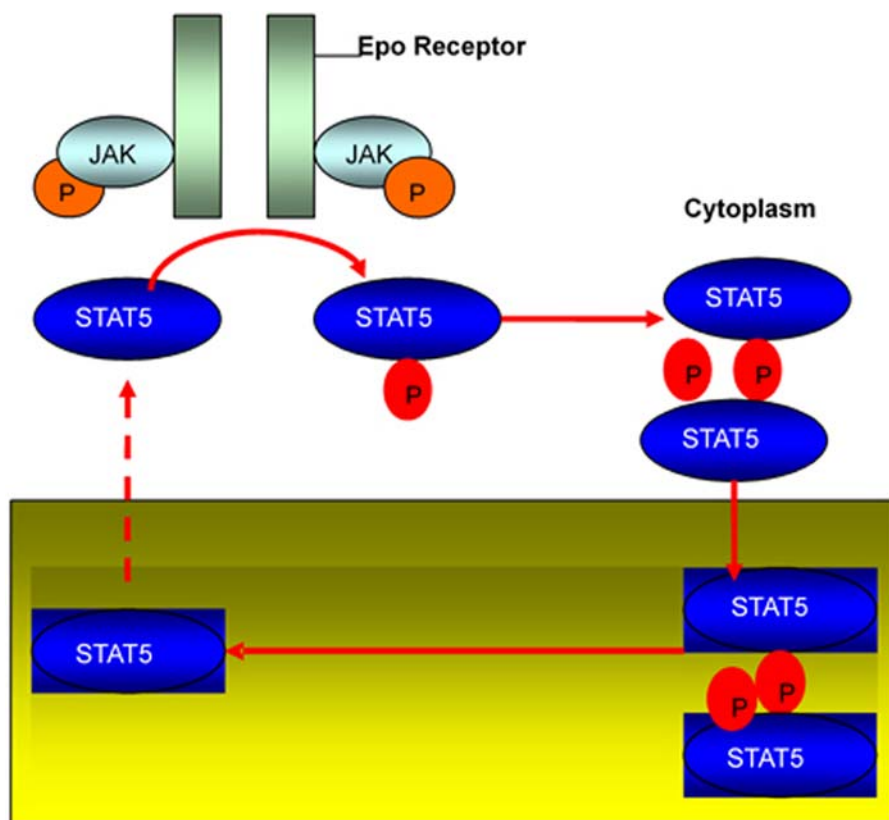 Epo Receptor
JAK
JAK
P
P
Cytoplasm
STAT5
STAT5
STAT5
P
P
P
STAT5
STAT5
STAT5
P
P
STAT5